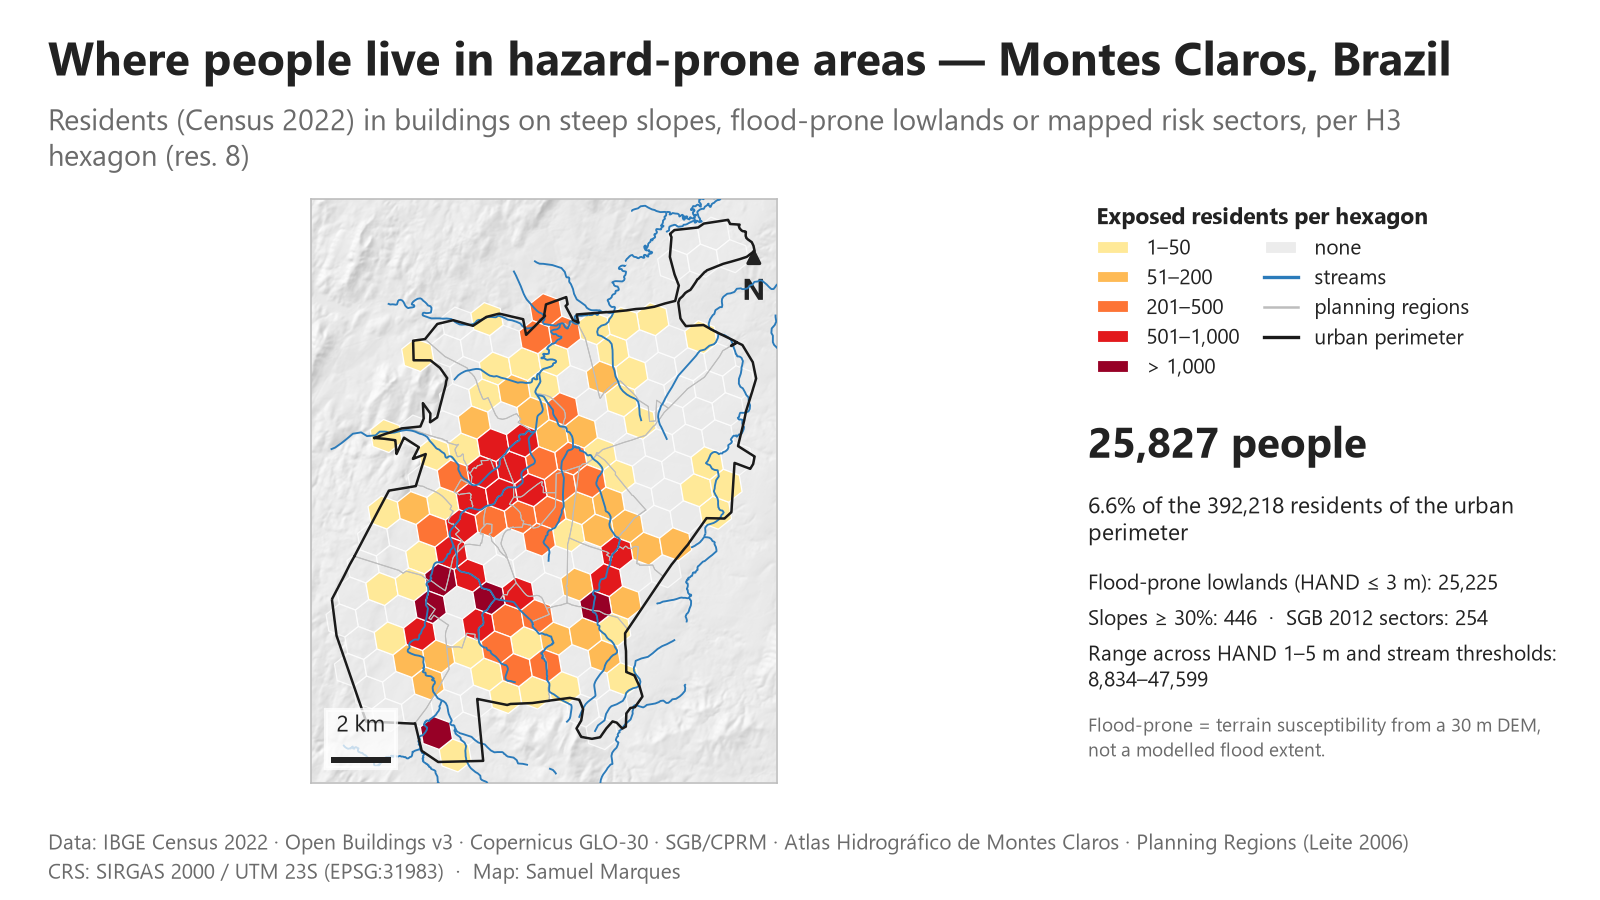 Where people live in hazard-prone areas — Montes Claros, Brazil
Residents (Census 2022) in buildings on steep slopes, flood-prone lowlands or mapped risk sectors, per H3
hexagon (res. 8)
N
2 km
Exposed residents per hexagon
1–50
51–200
201–500
501–1,000
> 1,000
none
streams
planning regions
urban perimeter
25,827 people
6.6% of the 392,218 residents of the urban
perimeter
Flood-prone lowlands (HAND ≤ 3 m): 25,225
Slopes ≥ 30%: 446 · SGB 2012 sectors: 254
Range across HAND 1–5 m and stream thresholds:
8,834–47,599
Flood-prone = terrain susceptibility from a 30 m DEM,
not a modelled flood extent.
Data: IBGE Census 2022 · Open Buildings v3 · Copernicus GLO-30 · SGB/CPRM · Atlas Hidrográfico de Montes Claros · Planning Regions (Leite 2006)
CRS: SIRGAS 2000 / UTM 23S (EPSG:31983) · Map: Samuel Marques